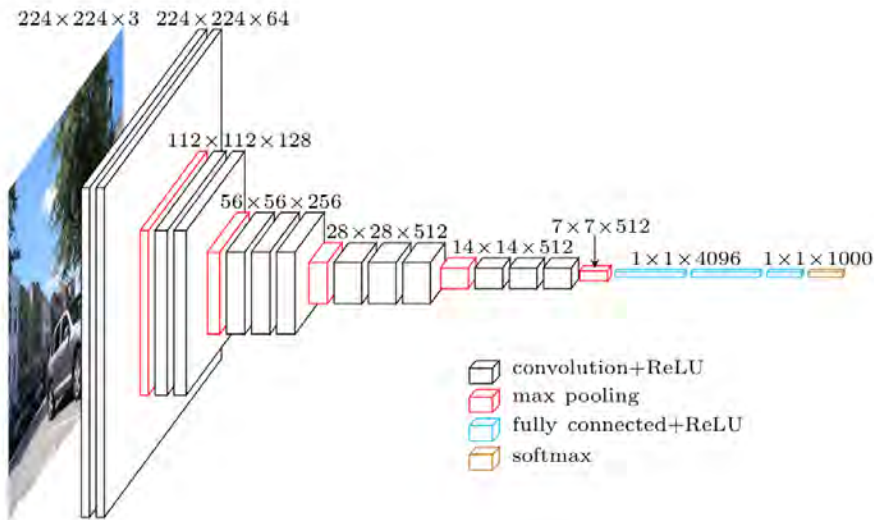 224×224×3
224×224×64
112×112×128
56×56×256
28×28×512
14×14×512
7×7×512
1×1×4096
1×1×1000
convolution+ReLU
max pooling
fully connected+ReLU
softmax